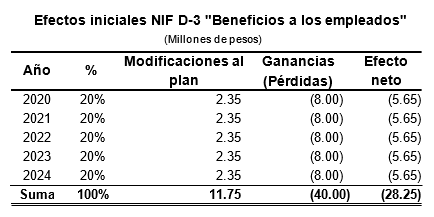 Efectos iniciales NIF D-3 "Beneficios a los empleados"
(Millones de pesos)
Año % Modificaciones al plan Ganancias (Pérdidas) Efecto neto
2020 20% 2.35 (8.00) (5.65)
2021 20% 2.35 (8.00) (5.65)
2022 20% 2.35 (8.00) (5.65)
2023 20% 2.35 (8.00) (5.65)
2024 20% 2.35 (8.00) (5.65)
Suma 100% 11.75 (40.00) (28.25)